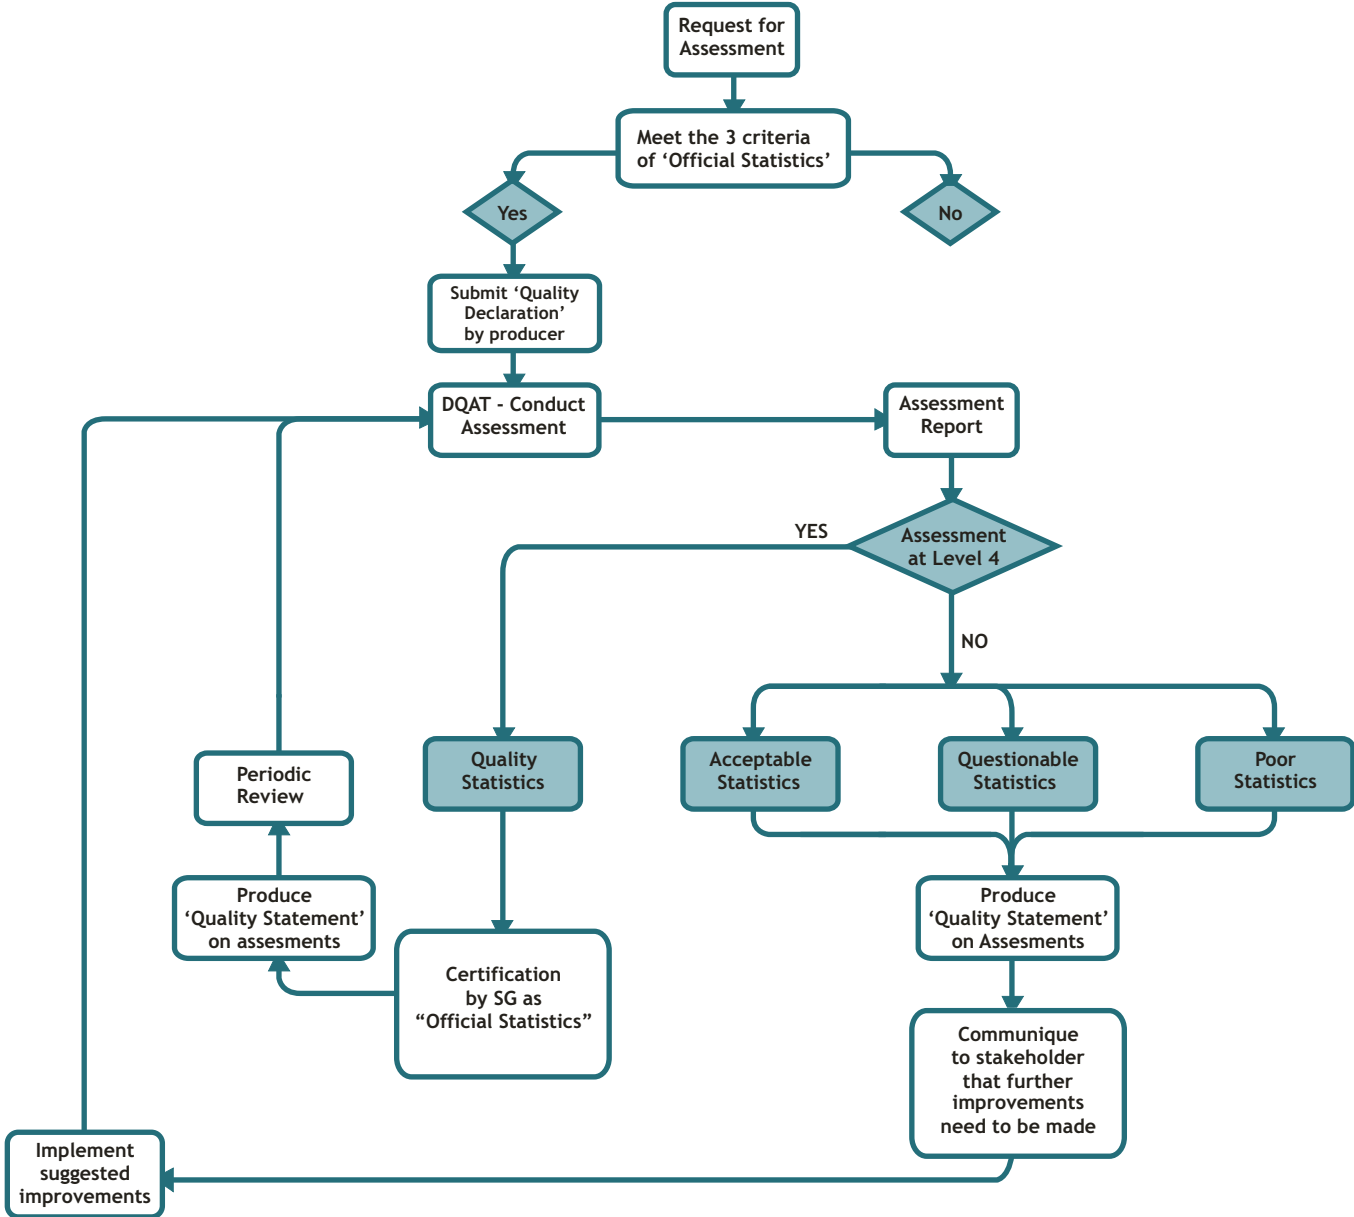 Request for
Assessment
Meet the 3 criteria
of ‘Official Statistics’
Yes
No
Submit ‘Quality
Declaration’
by producer
DQAT - Conduct
Assessment
Assessment
Report
YES
Assessment
at Level 4
NO
Quality
Statistics
Acceptable
Statistics
Questionable
Statistics
Poor
Statistics
Periodic
Review
Produce
‘Quality Statement’
on assesments
Certification
by SG as
“Official Statistics”
Produce
‘Quality Statement’
on Assesments
Communique
to stakeholder
that further
improvements
need to be made
Implement
suggested
improvements